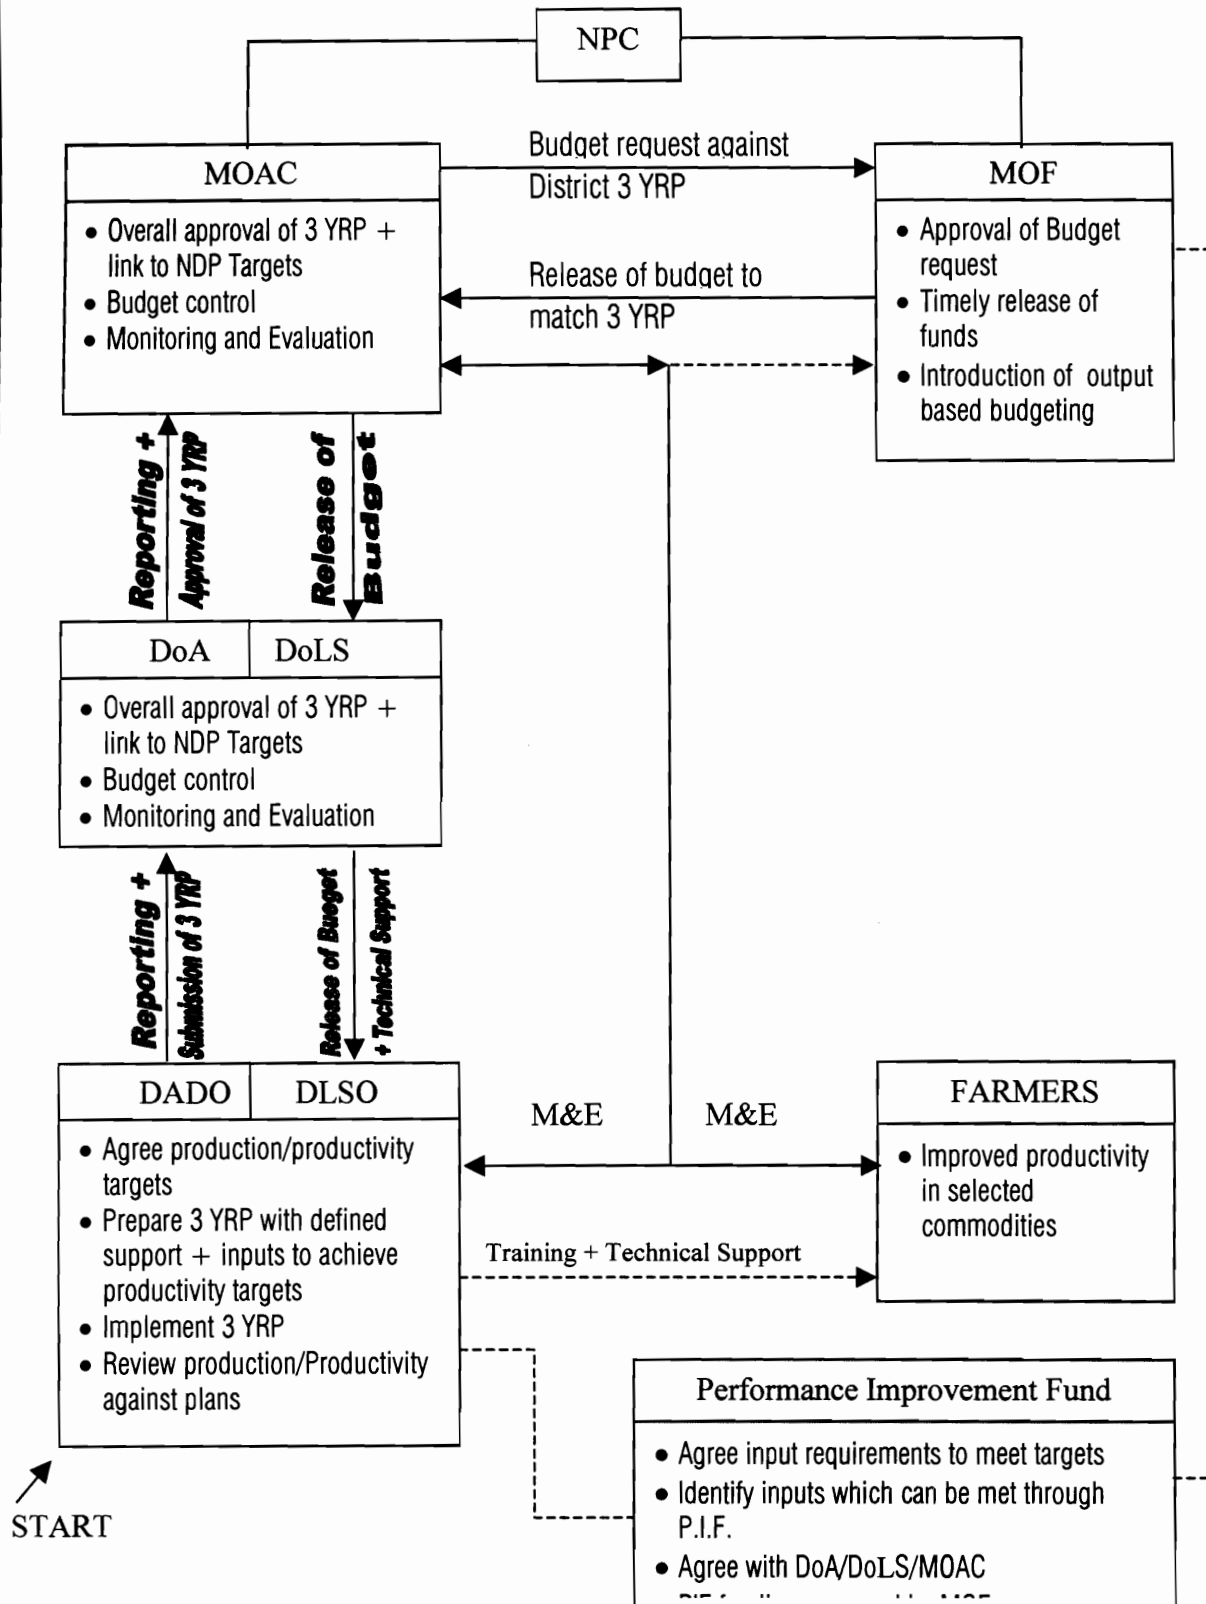 NPC
MOAC
• Overall approval of 3 YRP +
link to NDP Targets
• Budget control
• Monitoring and Evaluation
Budget request against
District 3 YRP
Release of budget to
match 3 YRP
MOF
• Approval of Budget
request
• Timely release of
funds
• Introduction of output
based budgeting
Reporting +
Approval of 3 YRP
Release of
Budget
DoA
DoLS
• Overall approval of 3 YRP +
link to NDP Targets
• Budget control
• Monitoring and Evaluation
Reporting +
Submission of 3 YRP
Release of Bueget
+ Technical Support
DADO
DLSO
• Agree production/productivity
targets
• Prepare 3 YRP with defined
support + inputs to achieve
productivity targets
• Implement 3 YRP
• Review production/Productivity
against plans
M&E
M&E
FARMERS
• Improved productivity
in selected
commodities
Training + Technical Support
Performance Improvement Fund
• Agree input requirements to meet targets
• Identify inputs which can be met through
P.I.F.
• Agree with DoA/DoLS/MOAC
START